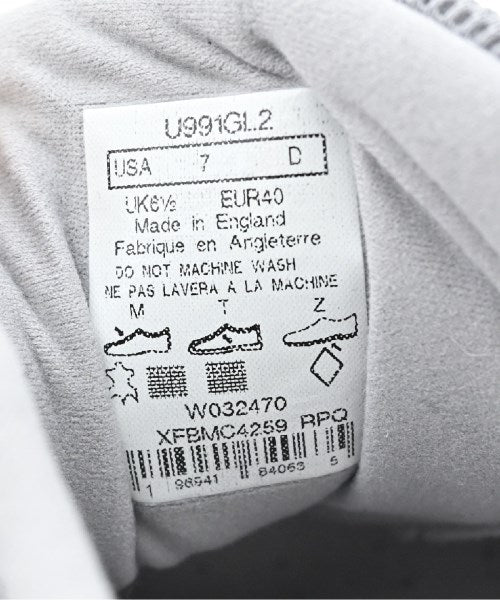 U991GL2
USA 7 D
UK6½ EUR40
Made in England
Fabrique en Angleterre
DO NOT MACHINE WASH
NE PAS LAVERA A LA MACHINE
M T Z
W032470
XFBMC4259 RPQ
1 96941 84063 5